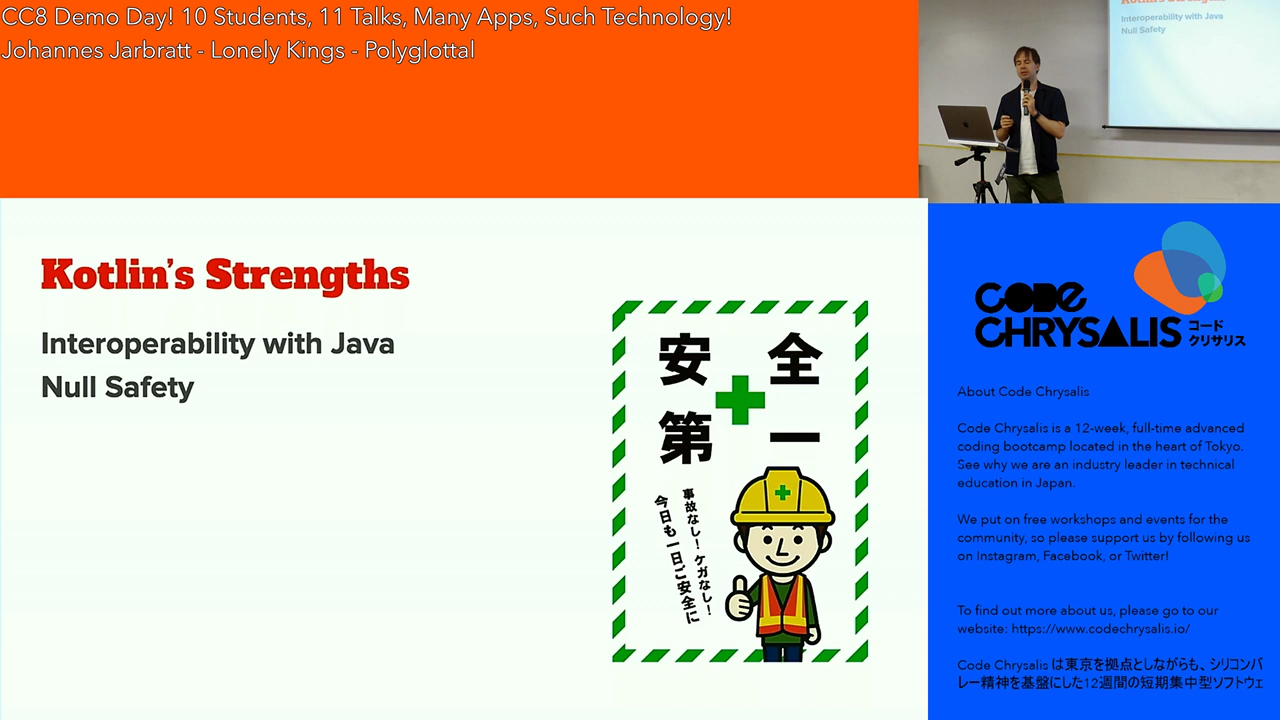 CC8 Demo Day! 10 Students, 11 Talks, Many Apps, Such Technology!
Johannes Jarbratt - Lonely Kings - Polyglottal
Kotlin's Strengths
Interoperability with Java
Null Safety
Kotlin's Strengths
Interoperability with Java
Null Safety
安全
第一
事故なし!ケガなし!
今日も一日ご安全に
CODE
CHRYSALIS コード
クリサリス
About Code Chrysalis
Code Chrysalis is a 12-week, full-time advanced
coding bootcamp located in the heart of Tokyo.
See why we are an industry leader in technical
education in Japan.
We put on free workshops and events for the
community, so please support us by following us
on Instagram, Facebook, or Twitter!
To find out more about us, please go to our
website: https://www.codechrysalis.io/
Code Chrysalis は東京を拠点としながらも、シリコンバ
レー精神を基盤にした12週間の短期集中型ソフトウェ